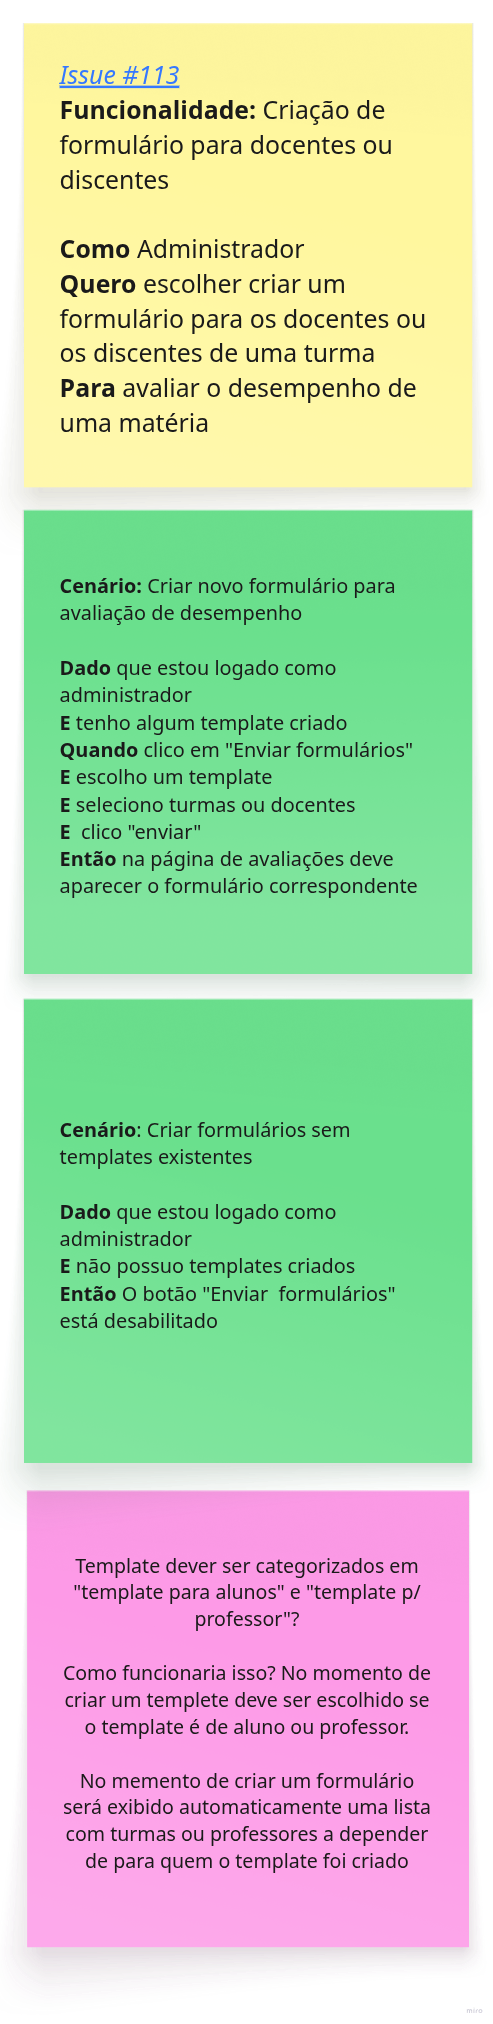 Issue #113
Funcionalidade: Criação de
formulário para docentes ou
discentes
Como Administrador
Quero escolher criar um
formulário para os docentes ou
os discentes de uma turma
Para avaliar o desempenho de
uma matéria
Cenário: Criar novo formulário para
avaliação de desempenho
Dado que estou logado como
administrador
E tenho algum template criado
Quando clico em "Enviar formulários"
E escolho um template
E seleciono turmas ou docentes
E  clico "enviar"
Então na página de avaliações deve
aparecer o formulário correspondente
Cenário: Criar formulários sem
templates existentes
Dado que estou logado como
administrador
E não possuo templates criados
Então O botão "Enviar  formulários"
está desabilitado
Template dever ser categorizados em
"template para alunos" e "template p/
professor"?
Como funcionaria isso? No momento de
criar um templete deve ser escolhido se
o template é de aluno ou professor.
No memento de criar um formulário
será exibido automaticamente uma lista
com turmas ou professores a depender
de para quem o template foi criado
miro